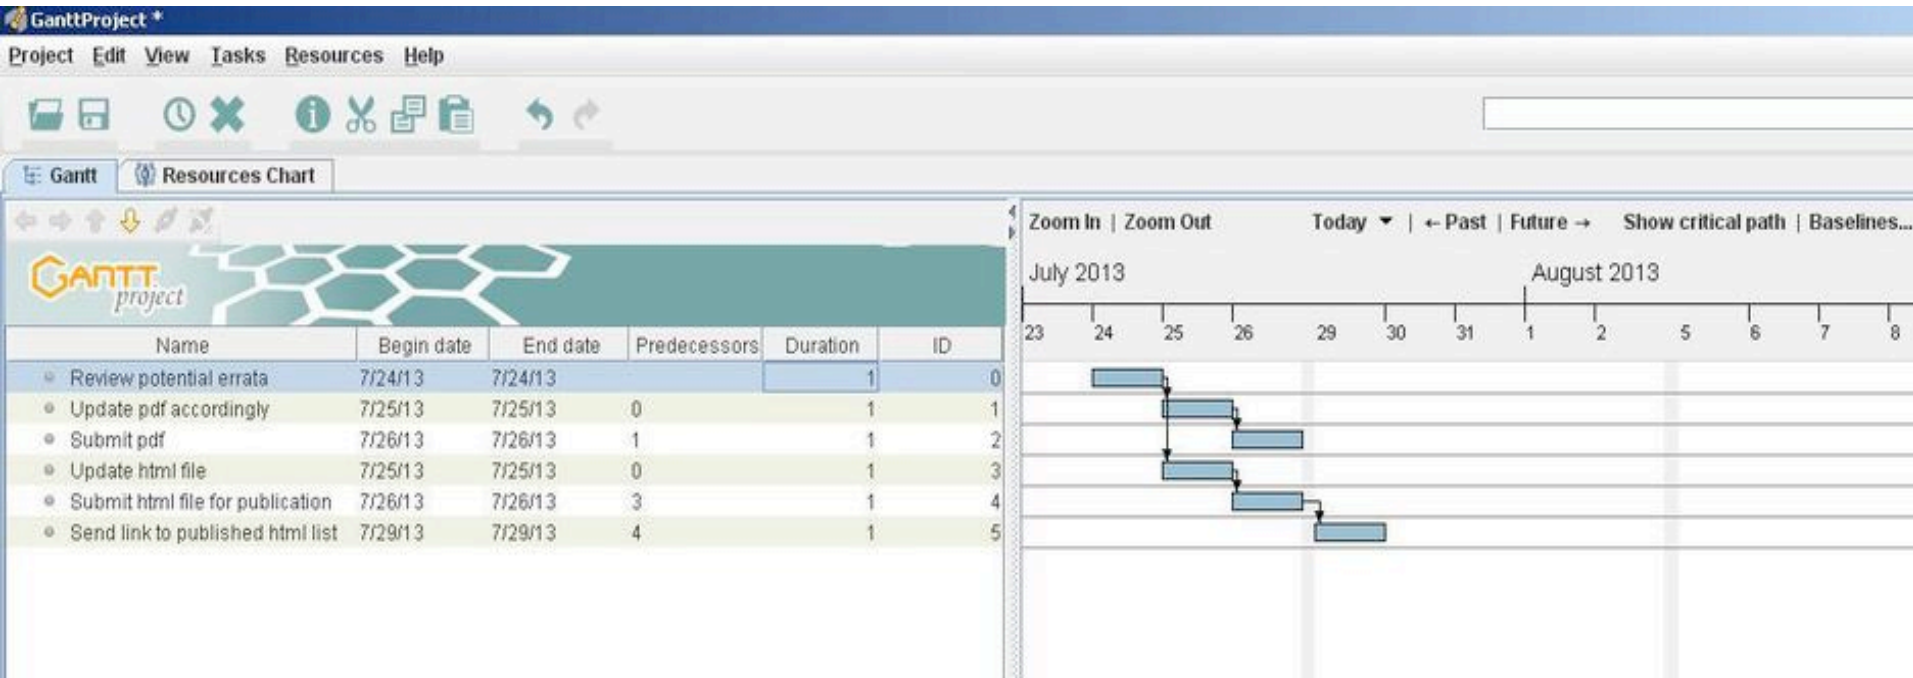 GanttProject *
Project Edit View Tasks Resources Help
Gantt Resources Chart
Zoom In | Zoom Out Today | ← Past | Future → Show critical path | Baselines...
GANTT project
July 2013 August 2013
23 24 25 26 29 30 31 1 2 5 6 7 8
Name Begin date End date Predecessors Duration ID
Review potential errata 7/24/13 7/24/13 1 0
Update pdf accordingly 7/25/13 7/25/13 0 1 1
Submit pdf 7/26/13 7/26/13 1 1 2
Update html file 7/25/13 7/25/13 0 1 3
Submit html file for publication 7/26/13 7/26/13 3 1 4
Send link to published html list 7/29/13 7/29/13 4 1 5